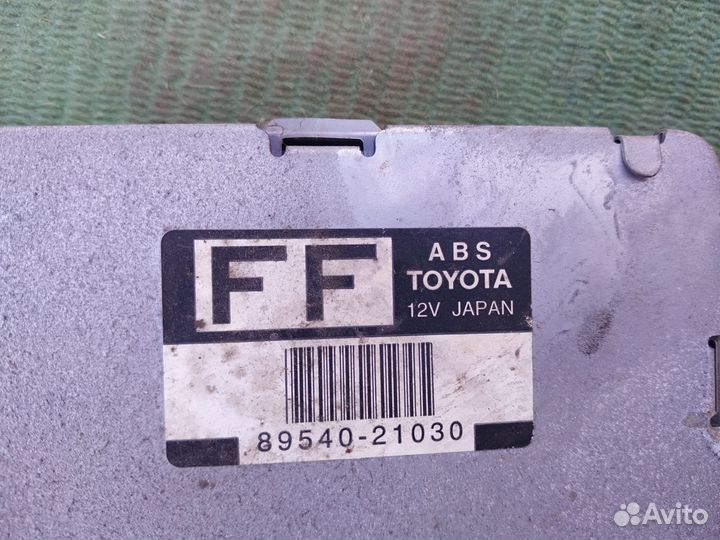 FF
ABS
TOYOTA
12V JAPAN
89540-21030
Avito